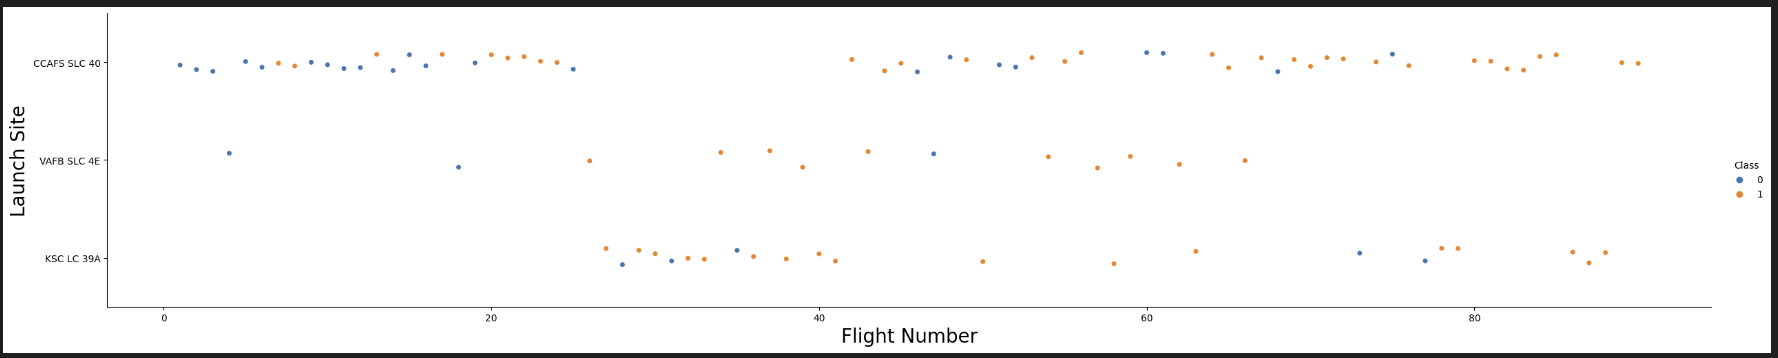 Launch Site
CCAFS SLC 40
VAFB SLC 4E
KSC LC 39A
0
20
40
60
80
Flight Number
Class
0
1